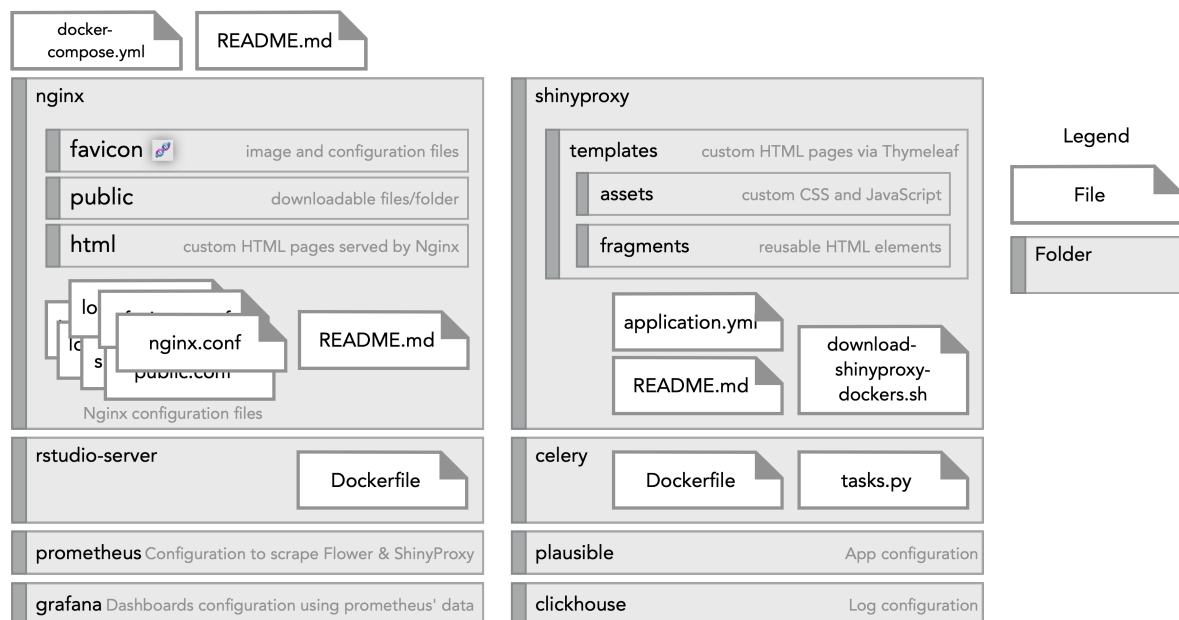 docker-
compose.yml
README.md
nginx
favicon image and configuration files
public downloadable files/folder
html custom HTML pages served by Nginx
nginx.conf
public.conf
README.md
Nginx configuration files
shinyproxy
templates custom HTML pages via Thymeleaf
assets custom CSS and JavaScript
fragments reusable HTML elements
application.yml
README.md
download-
shinyproxy-
dockers.sh
Legend
File
Folder
rstudio-server
Dockerfile
celery
Dockerfile
tasks.py
prometheus Configuration to scrape Flower & ShinyProxy
plausible App configuration
grafana Dashboards configuration using prometheus' data
clickhouse Log configuration